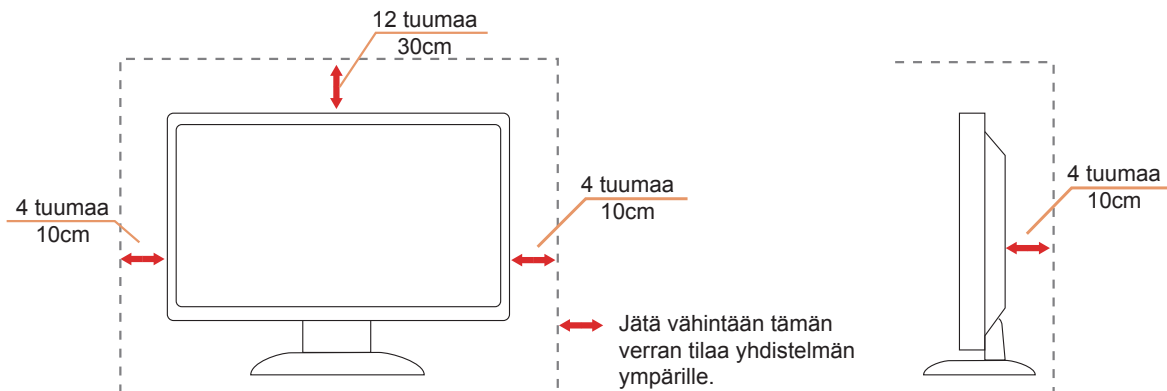 12 tuumaa
30cm
4 tuumaa
10cm
4 tuumaa
10cm
4 tuumaa
10cm
Jätä vähintään tämän
verran tilaa yhdistelmän
ympärille.